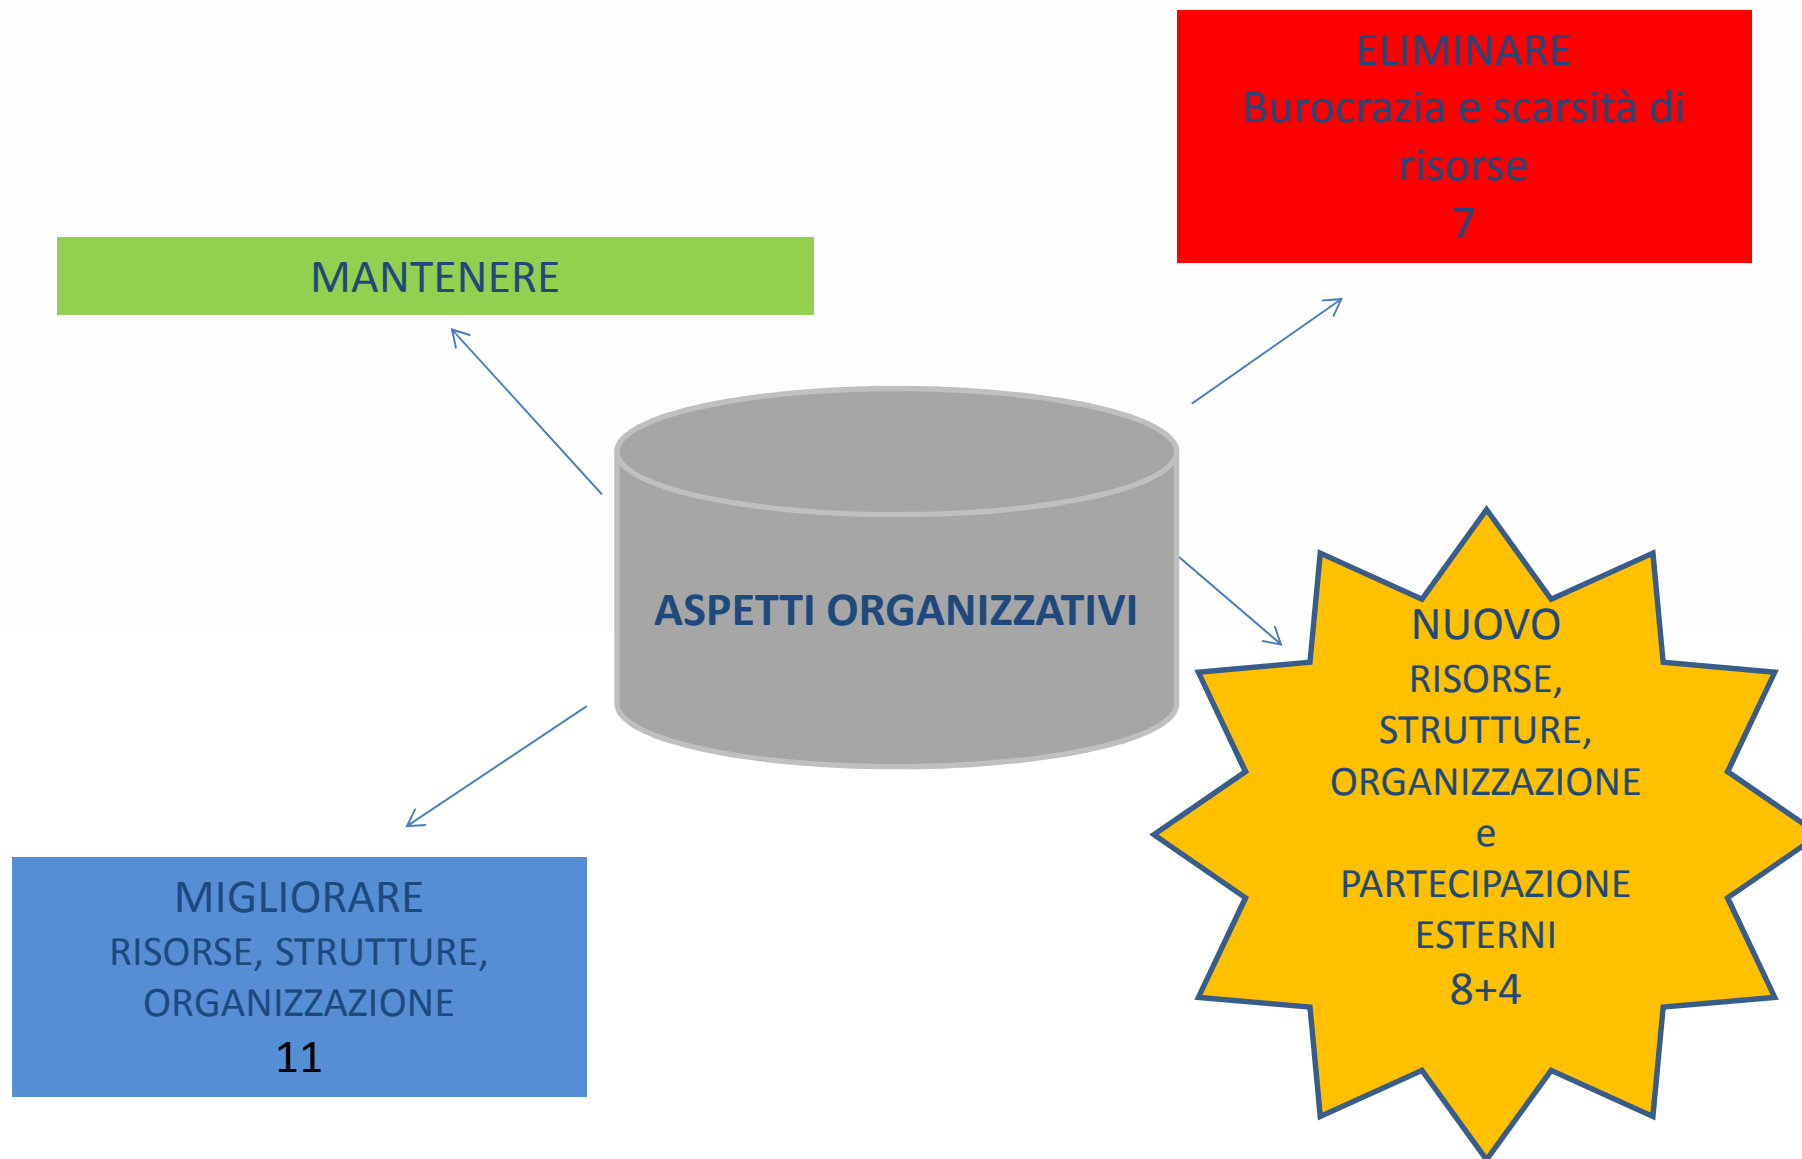 ELIMINARE
Burocrazia e scarsità di
risorse
7
MANTENERE
ASPETTI ORGANIZZATIVI
NUOVO
RISORSE,
STRUTTURE,
ORGANIZZAZIONE
e
PARTECIPAZIONE
ESTERNI
8+4
MIGLIORARE
RISORSE, STRUTTURE,
ORGANIZZAZIONE
11